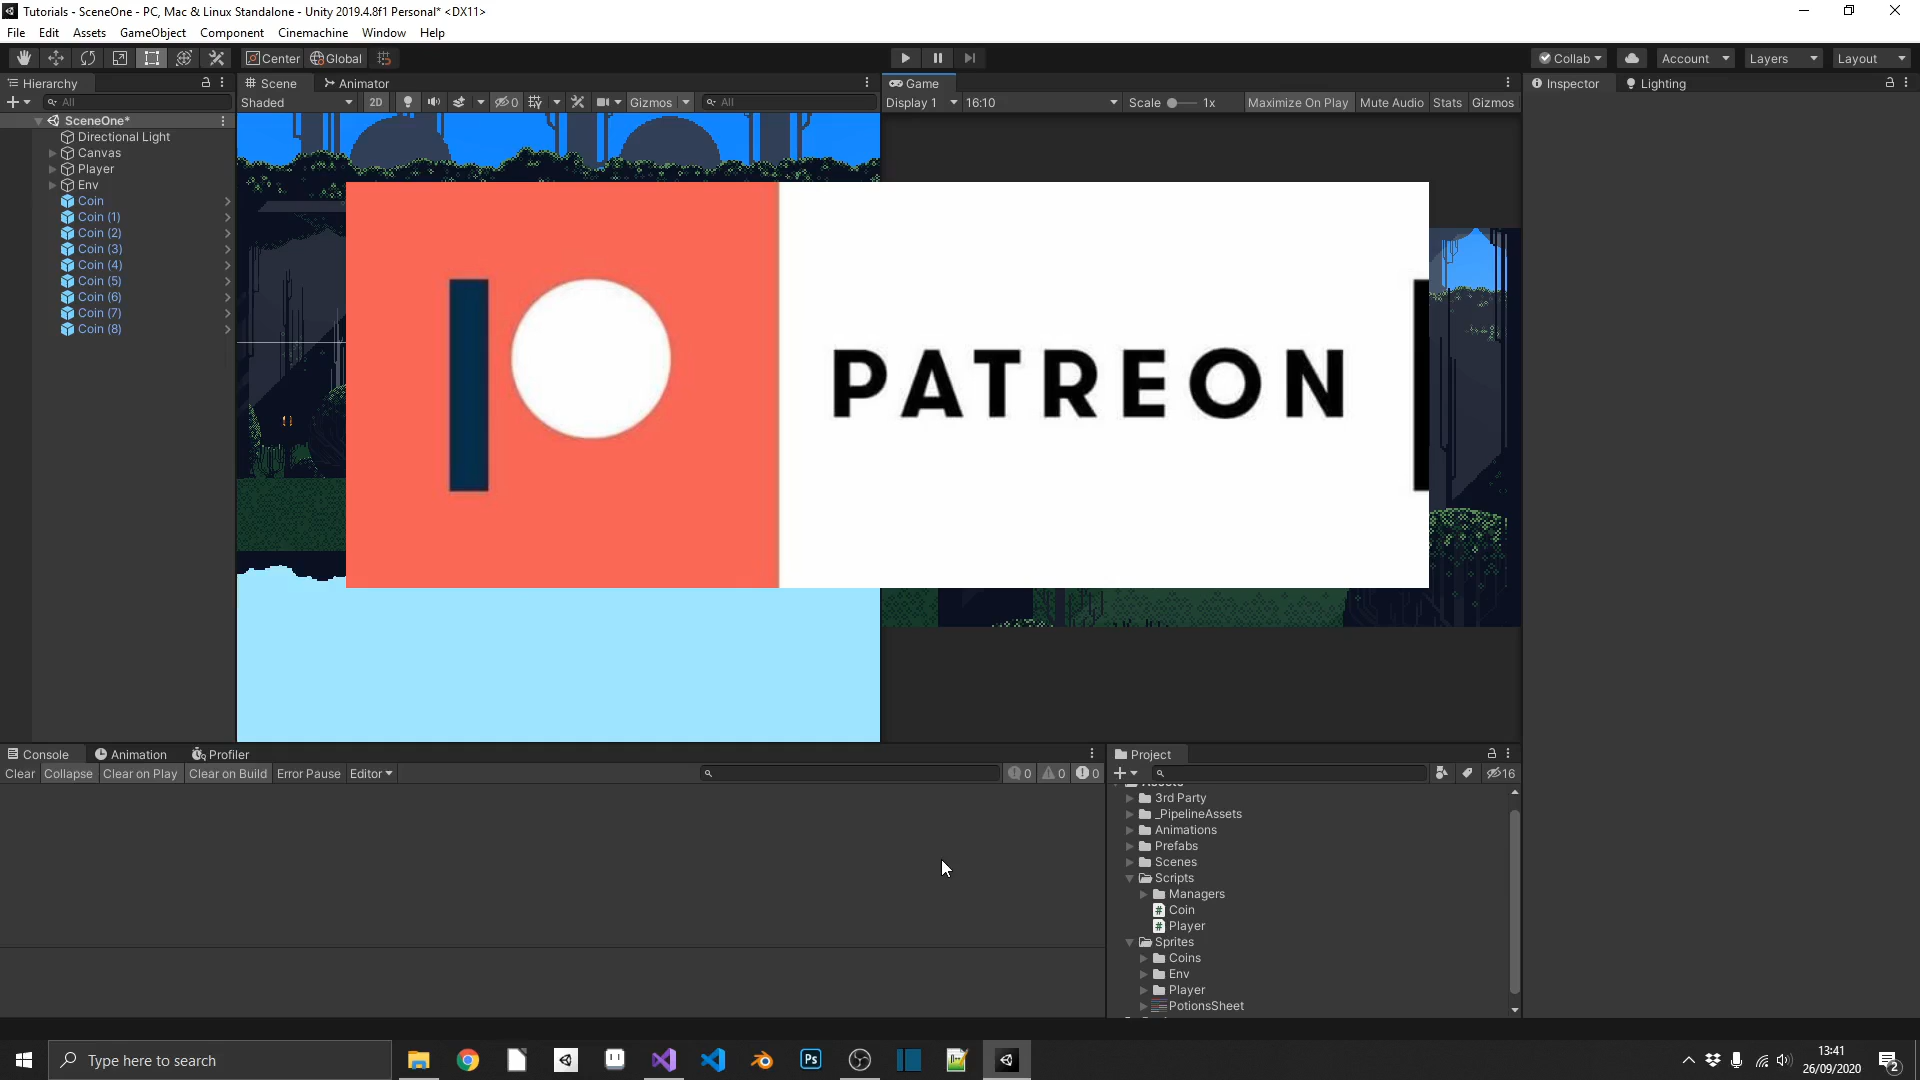 Tutorials - SceneOne - PC, Mac & Linux Standalone - Unity 2019.4.8f1 Personal* <DX11>
File Edit Assets GameObject Component Cinemachine Window Help
Center Global
Collab Account Layers Layout
Hierarchy
Scene Animator
Game
Inspector Lighting
All
Shaded 2D 0 Gizmos All
Display 1 16:10 Scale 1x Maximize On Play Mute Audio Stats Gizmos
SceneOne*
Directional Light
Canvas
Player
Env
Coin
Coin (1)
Coin (2)
Coin (3)
Coin (4)
Coin (5)
Coin (6)
Coin (7)
Coin (8)
PATREON
Console Animation Profiler
Clear Collapse Clear on Play Clear on Build Error Pause Editor 0 0 0
Project
16
Assets
3rd Party
_PipelineAssets
Animations
Prefabs
Scenes
Scripts
Managers
Coin
Player
Sprites
Coins
Env
Player
PotionsSheet
Type here to search
Ps
13:41
26/09/2020
2